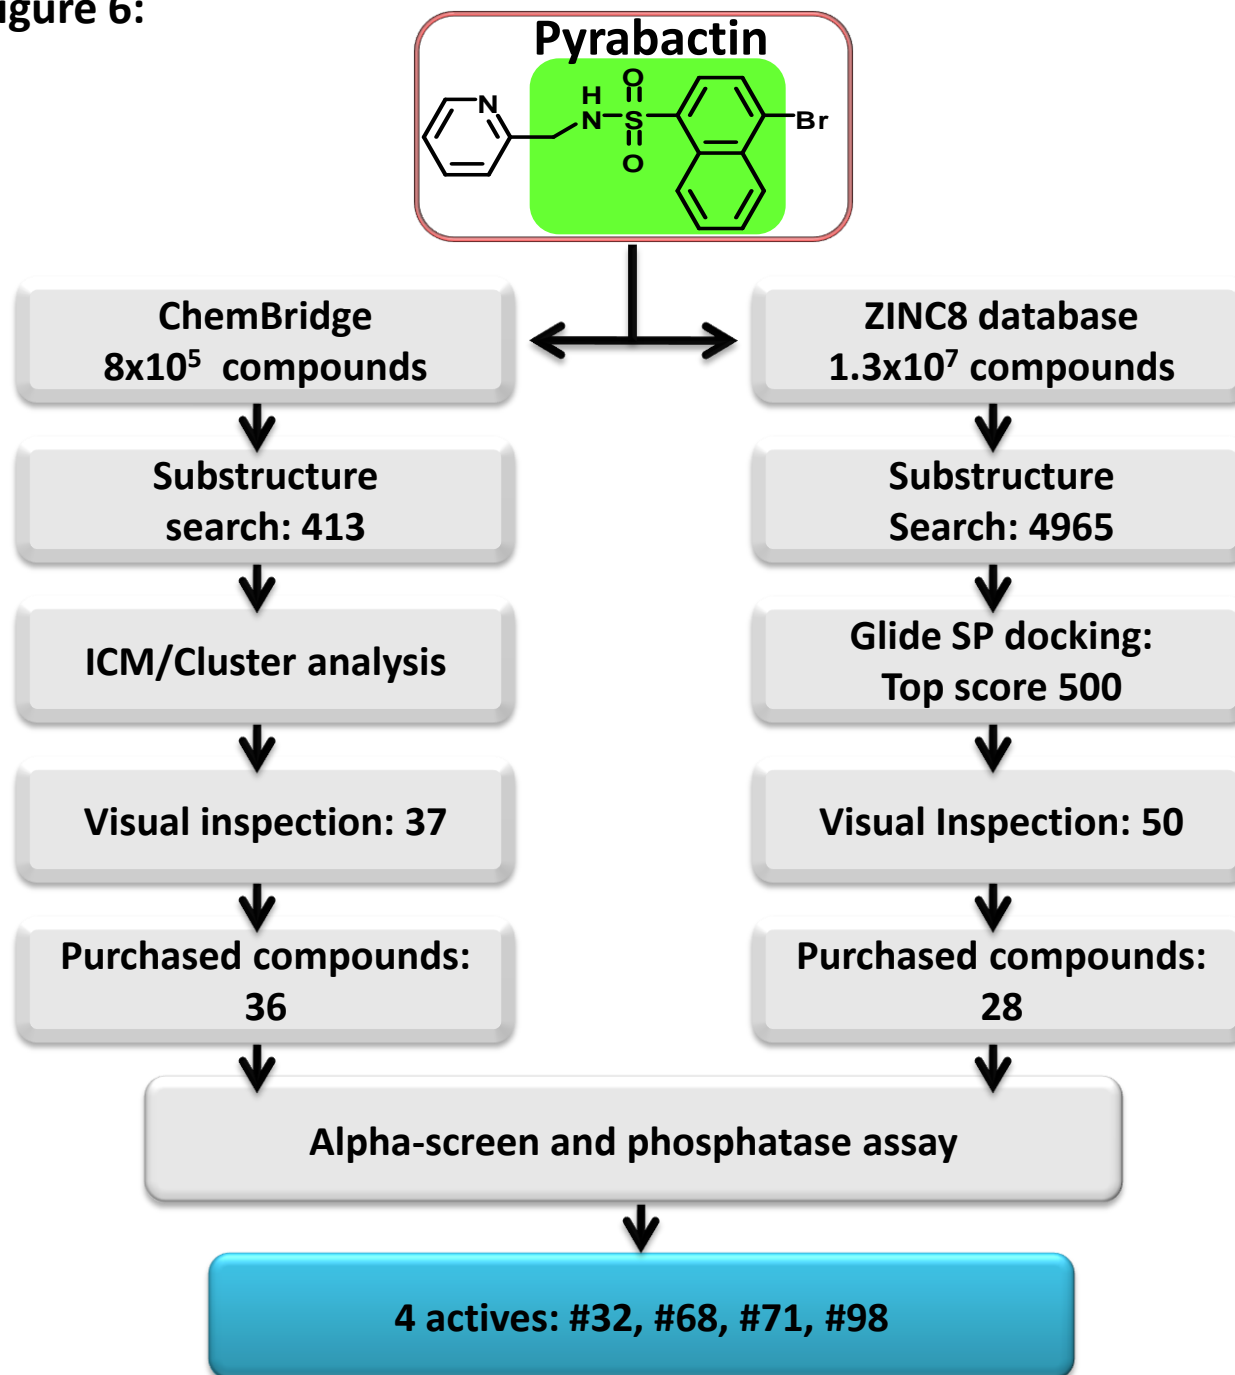 igure 6:
Pyrabactin
N
H
N
O
S
O
Br
ChemBridge
8x10⁵ compounds
ZINC8 database
1.3x10⁷ compounds
Substructure
search: 413
Substructure
Search: 4965
ICM/Cluster analysis
Glide SP docking:
Top score 500
Visual inspection: 37
Visual Inspection: 50
Purchased compounds:
36
Purchased compounds:
28
Alpha-screen and phosphatase assay
4 actives: #32, #68, #71, #98